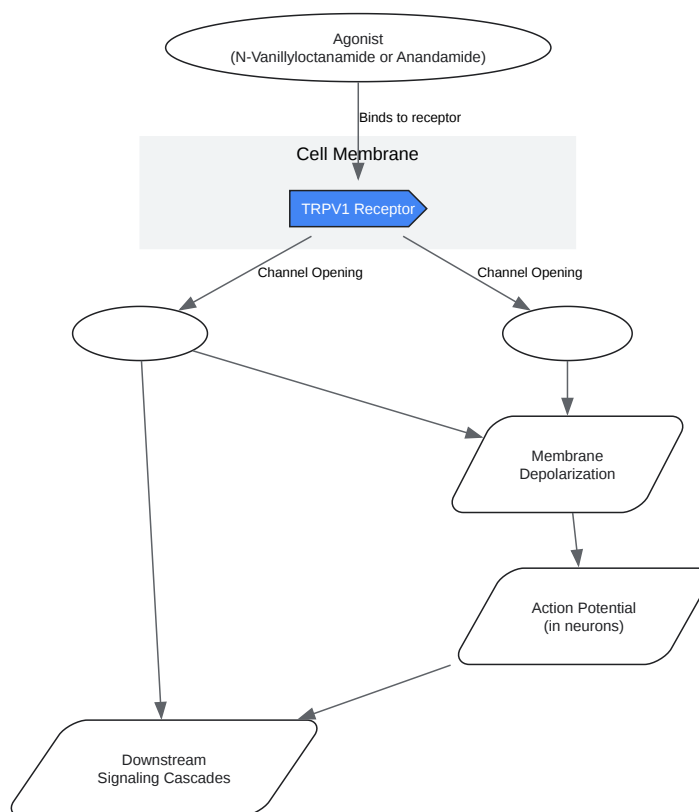 Agonist
(N-Vanillyloctanamide or Anandamide)
Binds to receptor
Cell Membrane
TRPV1 Receptor
Channel Opening
Channel Opening
Membrane
Depolarization
Action Potential
(in neurons)
Downstream
Signaling Cascades